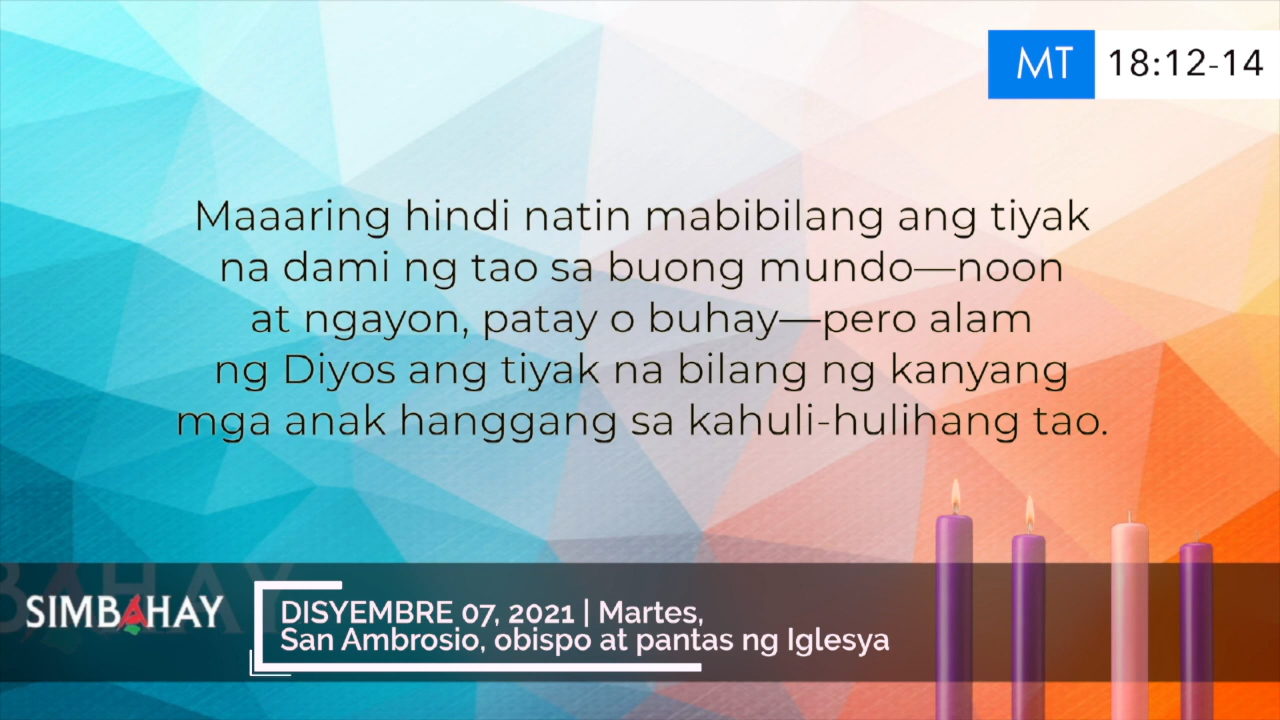 MT 18:12-14
Maaaring hindi natin mabibilang ang tiyak
na dami ng tao sa buong mundo—noon
at ngayon, patay o buhay—pero alam
ng Diyos ang tiyak na bilang ng kanyang
mga anak hanggang sa kahuli-hulihang tao.
SIMBAHAY
DISYEMBRE 07, 2021 | Martes,
San Ambrosio, obispo at pantas ng Iglesya